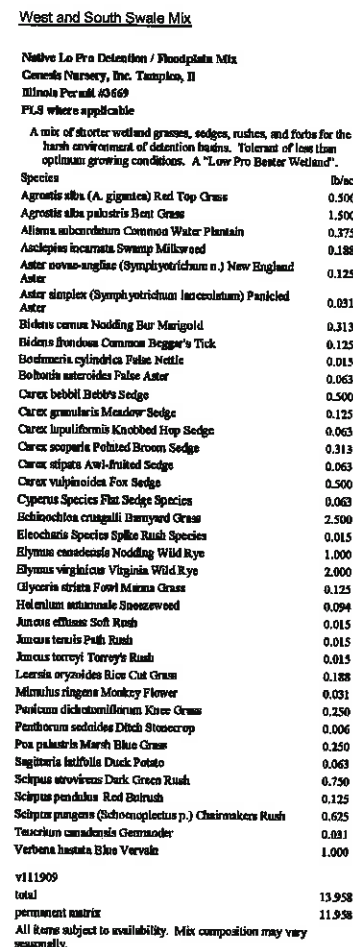 West and South Swale Mix
Native Lo Pro Detention / Floodplain Mix
Genesis Nursery, Inc. Tampico, Il
Illinois Permit #3669
PLS where applicable
A mix of shorter wetland grasses, sedges, rushes, and forbs for the
harsh environment of detention basins. Tolerant of less than
optimum growing conditions. A "Low Pro Bester Wetland".
Species lb/ac
Agrostis alba (A. gigantea) Red Top Grass 0.500
Agrostis alba palustris Bent Grass 1.500
Alisma subcordatum Common Water Plantain 0.375
Asclepias incarnata Swamp Milkweed 0.188
Aster novae-angliae (Symphyotrichum n.) New England
Aster 0.125
Aster simplex (Symphyotrichum lanceolatum) Panicled
Aster 0.031
Bidens cernua Nodding Bur Marigold 0.313
Bidens frondosa Common Beggar's Tick 0.125
Boehmeria cylindrica False Nettle 0.015
Boltonia asteroides False Aster 0.063
Carex bebbii Bebb's Sedge 0.500
Carex granularis Meadow Sedge 0.125
Carex lupuliformis Knobbed Hop Sedge 0.063
Carex scoparia Pointed Broom Sedge 0.313
Carex stipata Awl-fruited Sedge 0.063
Carex vulpinoidea Fox Sedge 0.500
Cyperus Species Flat Sedge Species 0.063
Echinochloa crusgalli Barnyard Grass 2.500
Eleocharis Species Spike Rush Species 0.015
Elymus canadensis Nodding Wild Rye 1.000
Elymus virginicus Virginia Wild Rye 2.000
Glyceria striata Fowl Manna Grass 0.125
Helenium autumnale Sneezeweed 0.094
Juncus effusus Soft Rush 0.015
Juncus tenuis Path Rush 0.015
Juncus torreyi Torrey's Rush 0.015
Leersia oryzoides Rice Cut Grass 0.188
Mimulus ringens Monkey Flower 0.031
Panicum dichotomiflorum Knee Grass 0.250
Penthorum sedoides Ditch Stonecrop 0.006
Poa palustris Marsh Blue Grass 0.250
Sagittaria latifolia Duck Potato 0.063
Scirpus atrovirens Dark Green Rush 0.750
Scirpus pendulus Red Bulrush 0.125
Scirpus pungens (Schoenoplectus p.) Chairmakers Rush 0.625
Teucrium canadensis Germander 0.031
Verbena hastata Blue Vervain 1.000
v111909
total 13.958
permanent matrix 11.958
All items subject to availability. Mix composition may vary
seasonally.